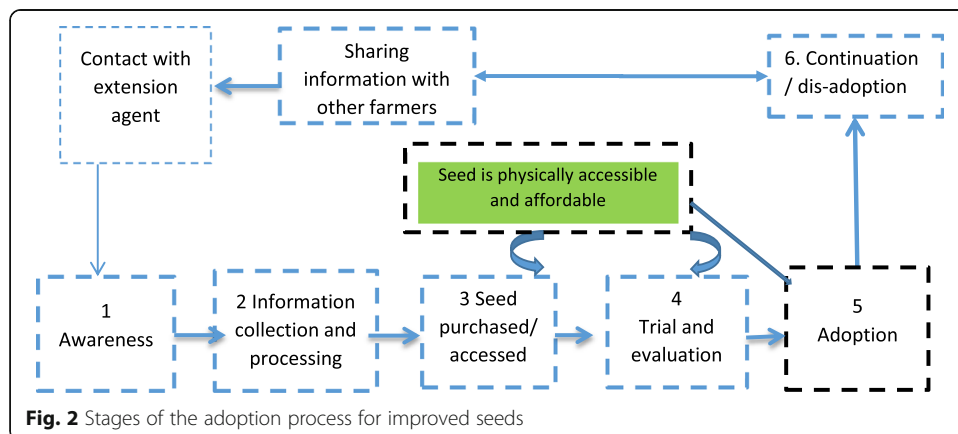 Contact with
extension
agent
Sharing
information with
other farmers
6. Continuation
/ dis-adoption
Seed is physically accessible
and affordable
1
Awareness
2 Information
collection and
processing
3 Seed
purchased/
accessed
4
Trial and
evaluation
5
Adoption
Fig. 2 Stages of the adoption process for improved seeds